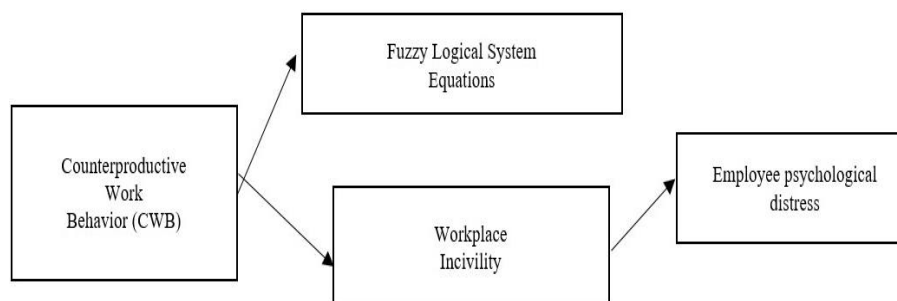 Fuzzy Logical System
Equations
Counterproductive
Work
Behavior (CWB)
Workplace
Incivility
Employee psychological
distress